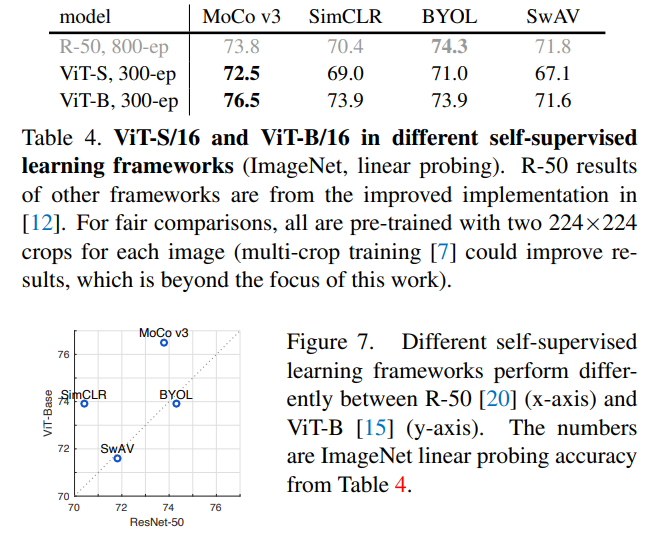 model MoCo v3 SimCLR BYOL SwAV
R-50, 800-ep 73.8 70.4 74.3 71.8
ViT-S, 300-ep 72.5 69.0 71.0 67.1
ViT-B, 300-ep 76.5 73.9 73.9 71.6
Table 4. ViT-S/16 and ViT-B/16 in different self-supervised
learning frameworks (ImageNet, linear probing). R-50 results
of other frameworks are from the improved implementation in
[12]. For fair comparisons, all are pre-trained with two 224×224
crops for each image (multi-crop training [7] could improve re-
sults, which is beyond the focus of this work).
MoCo v3
76
SimCLR
BYOL
74
ViT-Base
SwAV
72
70
70 72 74 76
ResNet-50
Figure 7. Different self-supervised
learning frameworks perform differ-
ently between R-50 [20] (x-axis) and
ViT-B [15] (y-axis). The numbers
are ImageNet linear probing accuracy
from Table 4.